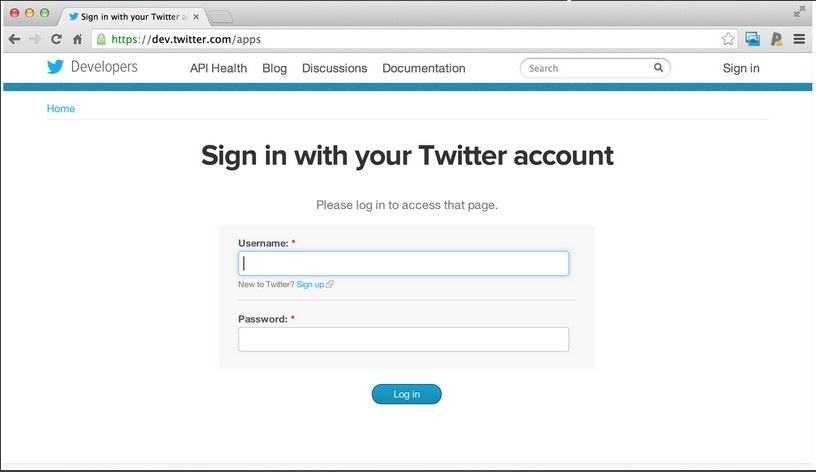 Sign in with your Twitter a
https://dev.twitter.com/apps
Developers API Health Blog Discussions Documentation Search Sign in
Home
Sign in with your Twitter account
Please log in to access that page.
Username: *
New to Twitter? Sign up
Password: *
Log in